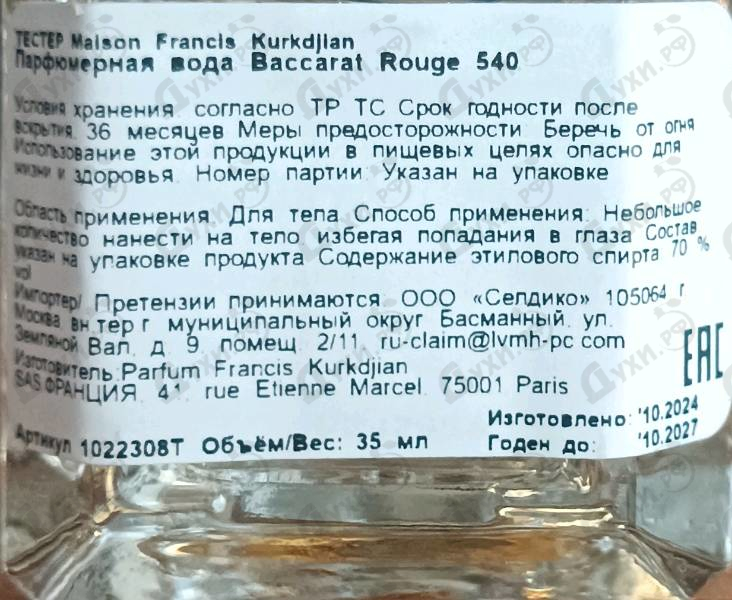 ТЕСТЕР Maison Francis Kurkdjian
Парфюмерная вода Baccarat Rouge 540
Условия хранения: согласно ТР ТС Срок годности после
вскрытия: 36 месяцев Меры предосторожности: Беречь от огня
Использование этой продукции в пищевых целях опасно для
жизни и здоровья. Номер партии: Указан на упаковке
Область применения: Для тела Способ применения: Небольшое
количество нанести на тело избегая попадания в глаза Состав
указан на упаковке продукта Содержание этилового спирта 70 %
vol
Импортер/ Претензии принимаются: ООО «Селдико» 105064 г
Москва вн.тер г муниципальный округ Басманный, ул.
Земляной Вал, д. 9 помещ. 2/11, ru-claim@lvmh-pc.com
Изготовитель:Parfum Francis Kurkdjian
SAS ФРАНЦИЯ, 41, rue Etienne Marcel, 75001 Paris
EAC
Изготовлено: '10.2024
Артикул 1022308T Объём/Вес: 35 мл Годен до: '10.2027
Духи.рф